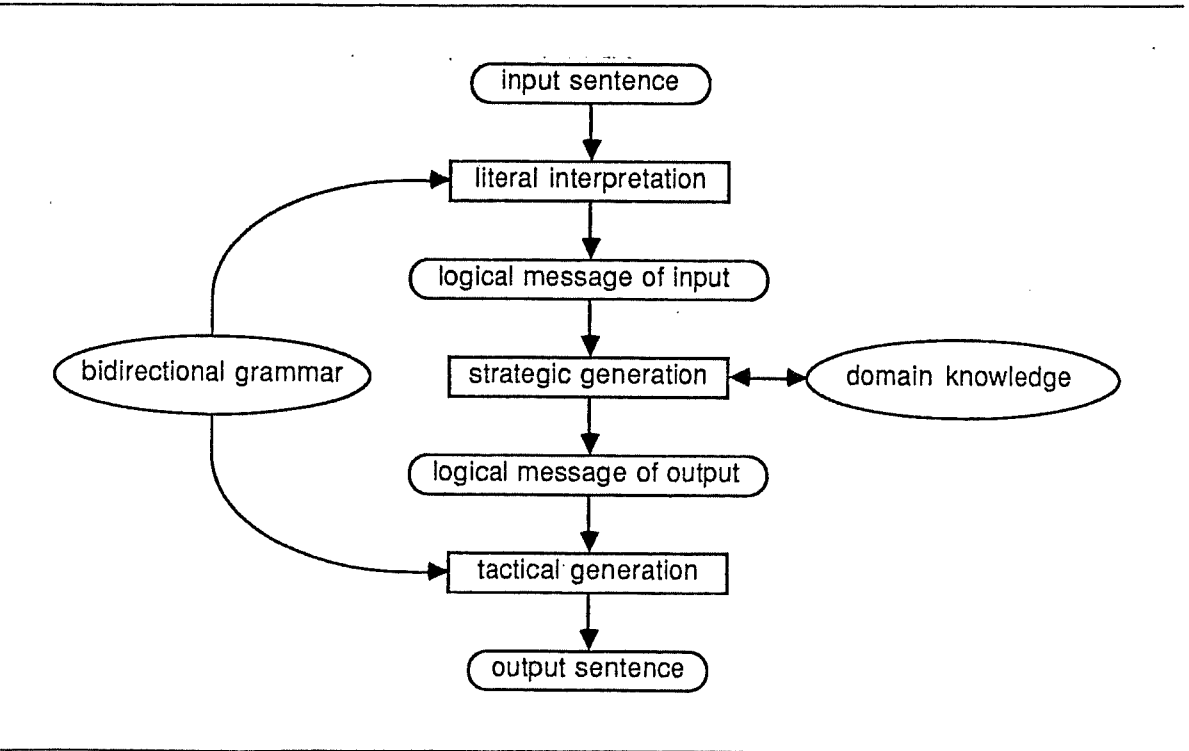 input sentence
literal interpretation
logical message of input
bidirectional grammar
strategic generation
domain knowledge
logical message of output
tactical generation
output sentence